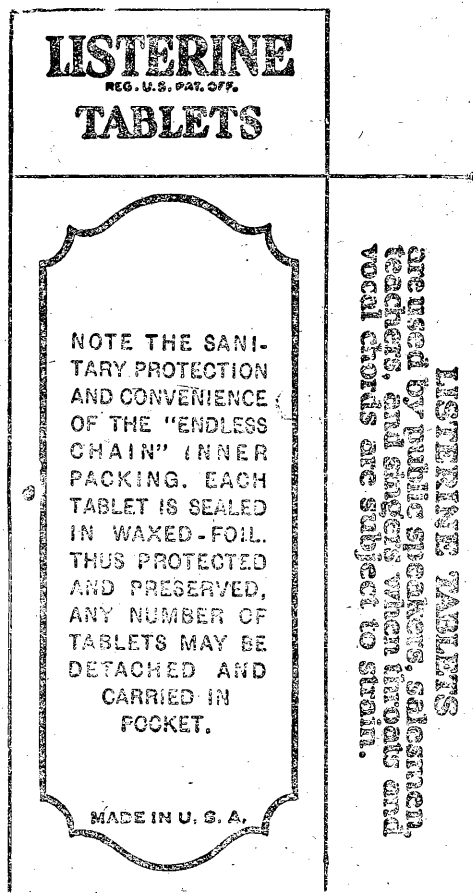 LISTERINE
REG. U.S. PAT. OFF.
TABLETS
NOTE THE SANI-
TARY PROTECTION
AND CONVENIENCE
OF THE "ENDLESS
CHAIN" INNER
PACKING. EACH
TABLET IS SEALED
IN WAXED-FOIL.
THUS PROTECTED
AND PRESERVED,
ANY NUMBER OF
TABLETS MAY BE
DETACHED AND
CARRIED IN
POCKET.
MADE IN U. S. A.
LISTERINE TABLETS
are used by public speakers, salesmen,
teachers, and singers when throats and
vocal chords are subject to strain.